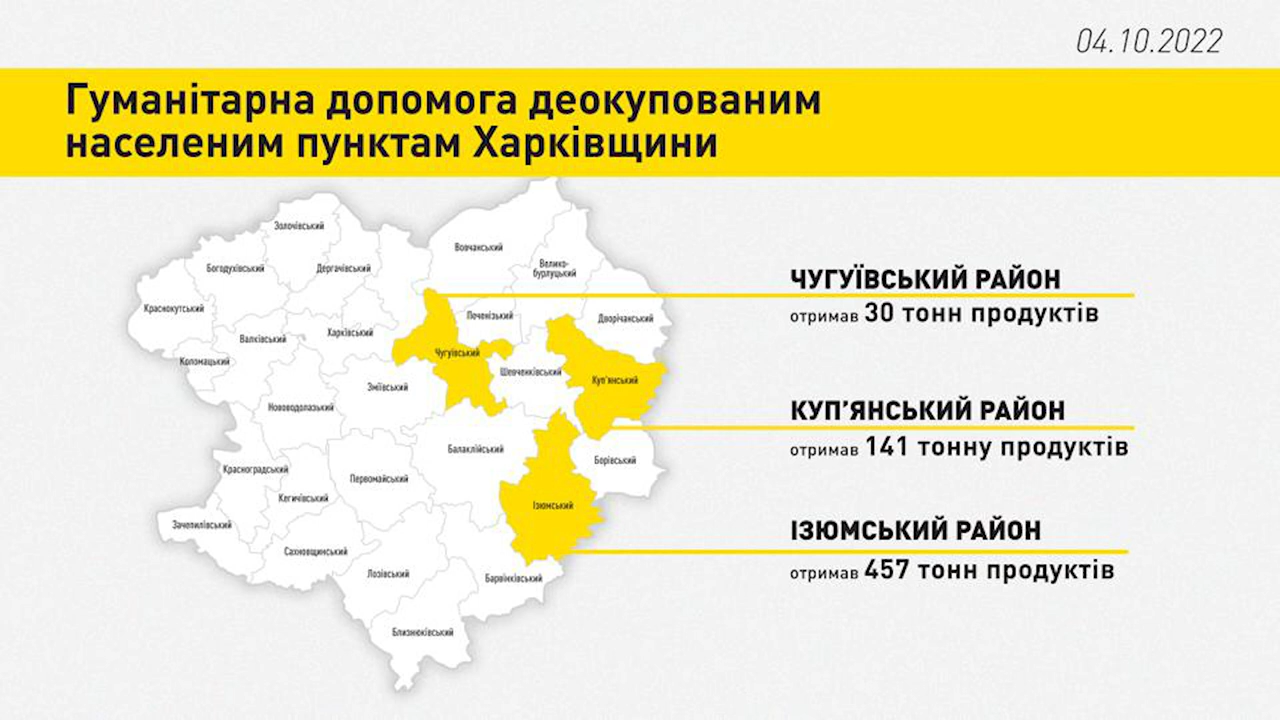 04.10.2022
Гуманітарна допомога деокупованим
населеним пунктам Харківщини
Золочівський
Вовчанський
Богодухівський
Дергачівський
Велико-
бурлуцький
Краснокутський
Печенізький
Дворічанський
Валківський
Харківський
Коломацький
Чугуївський
Шевченківський
Куп'янський
Зміївський
Нововодолазький
Балаклійський
Борівський
Красноградський
Первомайський
Кегичівський
Ізюмський
Зачепилівський
Сахновщинський
Лозівський
Барвінківський
Близнюківський
ЧУГУЇВСЬКИЙ РАЙОН
отримав 30 тонн продуктів
КУП’ЯНСЬКИЙ РАЙОН
отримав 141 тонну продуктів
ІЗЮМСЬКИЙ РАЙОН
отримав 457 тонн продуктів